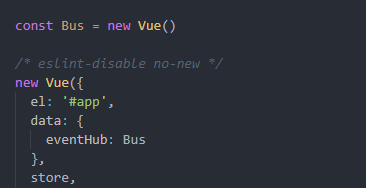 const Bus = new Vue()
/* eslint-disable no-new */
new Vue({
el: '#app',
data: {
eventHub: Bus
},
store,